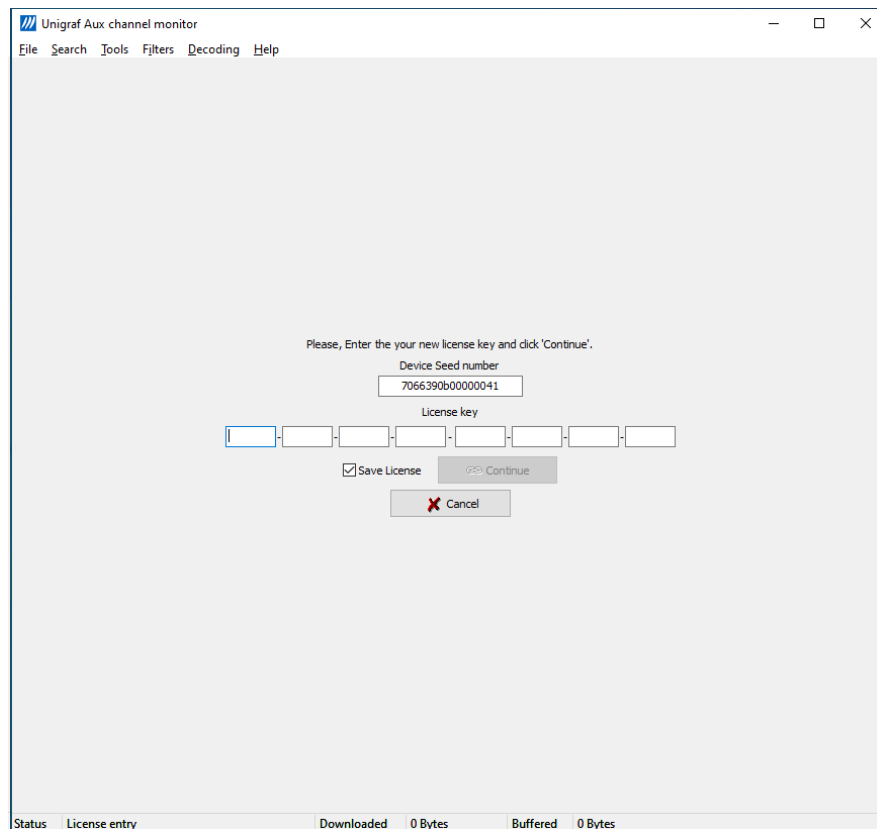 Unigraf Aux channel monitor
File Search Tools Filters Decoding Help
Please, Enter the your new license key and click 'Continue'.
Device Seed number
7066390b00000041
License key
- - - - - - -
Save License Continue
Cancel
Status License entry Downloaded 0 Bytes Buffered 0 Bytes